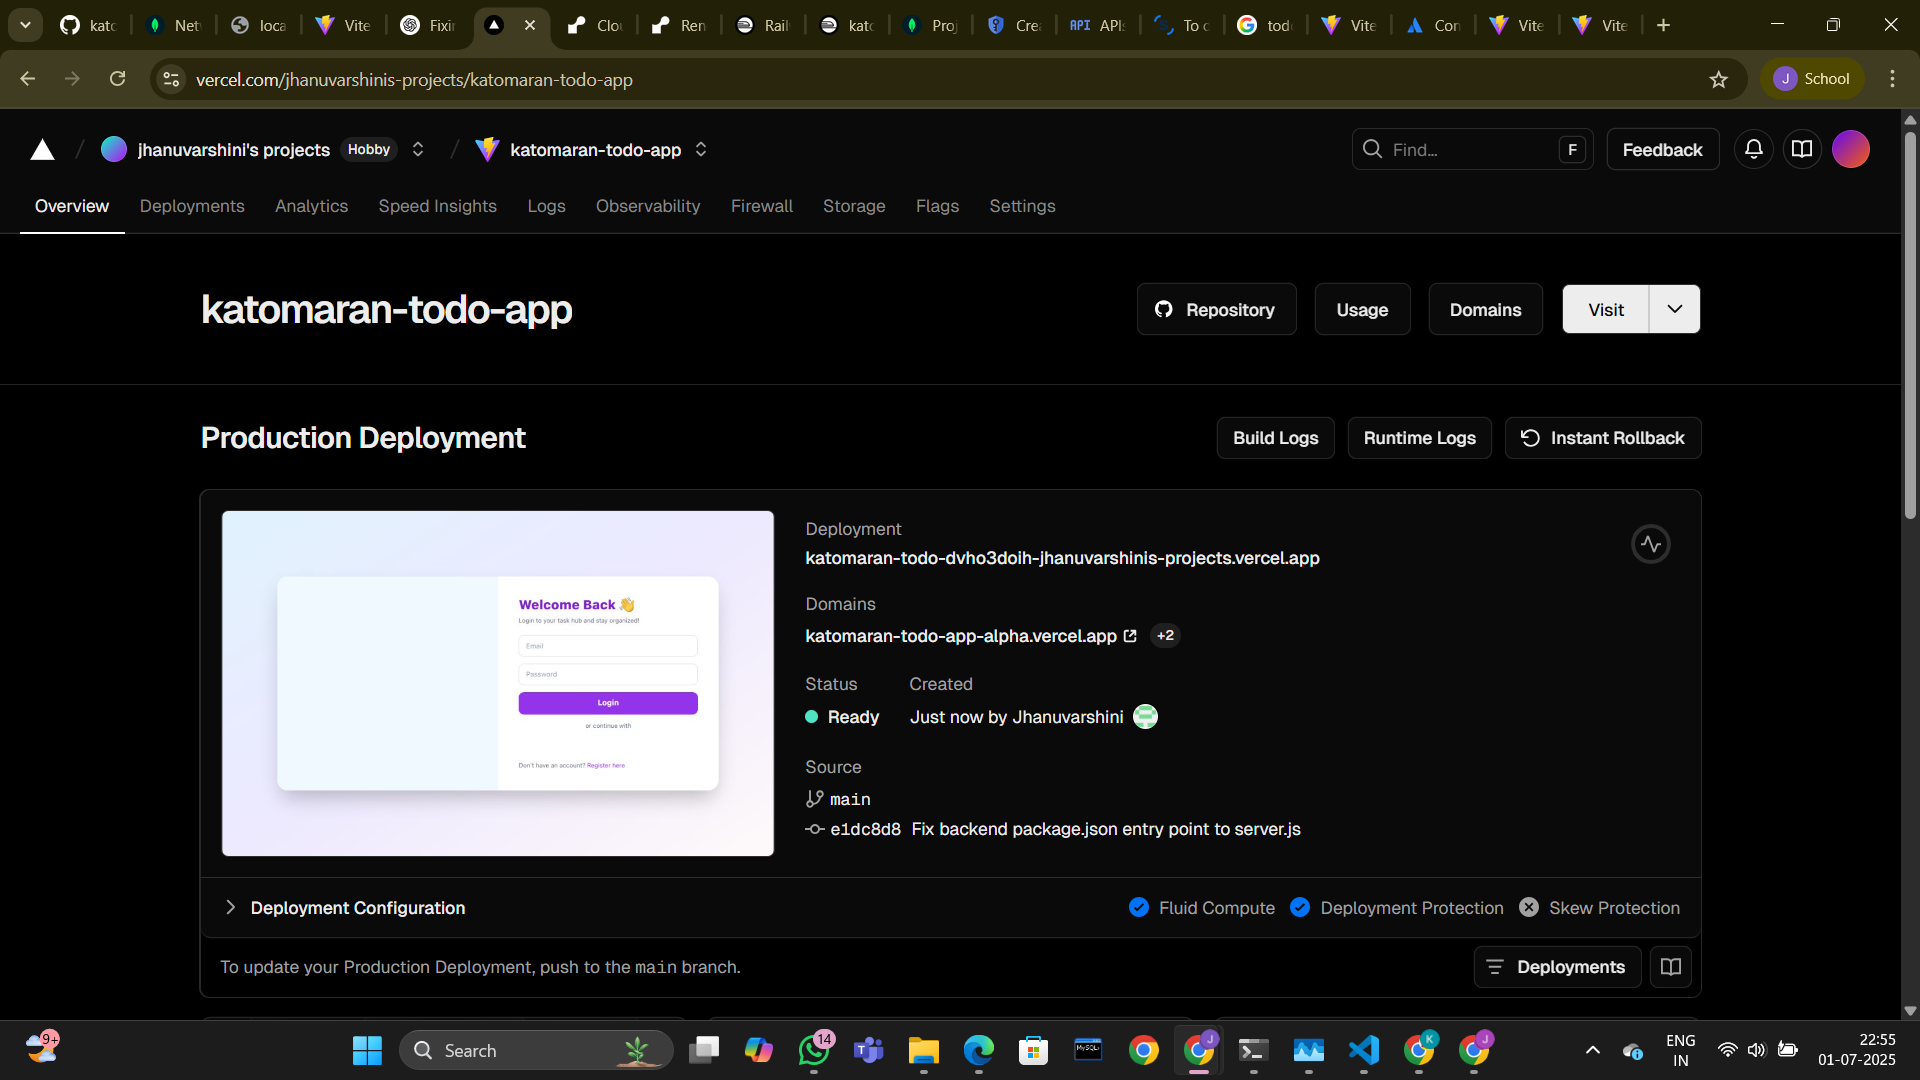 katc
Net
loca
Vite
Fixi
Clo
Ren
Rail
katc
Proj
Crea
API APIs
To c
tod
Vite
Con
Vite
Vite
vercel.com/jhanuvarshinis-projects/katomaran-todo-app
J School
jhanuvarshini's projects Hobby
katomaran-todo-app
Find... F
Feedback
Overview Deployments Analytics Speed Insights Logs Observability Firewall Storage Flags Settings
katomaran-todo-app
Repository Usage Domains Visit
Production Deployment
Build Logs Runtime Logs Instant Rollback
Welcome Back 👋
Login to your task hub and stay organized!
Email
Password
Login
or continue with
Don't have an account? Register here
Deployment
katomaran-todo-dvho3doih-jhanuvarshinis-projects.vercel.app
Domains
katomaran-todo-app-alpha.vercel.app +2
Status Created
Ready Just now by Jhanuvarshini
Source
main
e1dc8d8 Fix backend package.json entry point to server.js
Deployment Configuration
Fluid Compute Deployment Protection Skew Protection
To update your Production Deployment, push to the main branch.
Deployments
9+
Search
14
MySQL
J
K
J
ENG
IN
22:55
01-07-2025